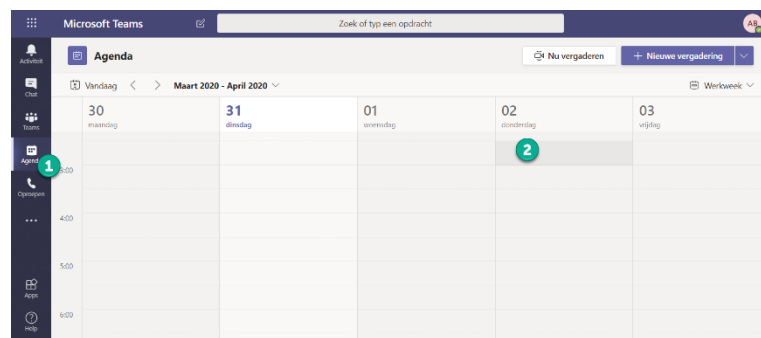 Microsoft Teams
Zoek of typ een opdracht
AB
Activiteit
Agenda
Nu vergaderen
+ Nieuwe vergadering
Chat
Vandaag
Maart 2020 - April 2020
Werkweek
Teams
30
maandag
31
dinsdag
01
woensdag
02
donderdag
03
vrijdag
Agenda
1
2
3:00
Oproepen
4:00
5:00
Apps
6:00
Help